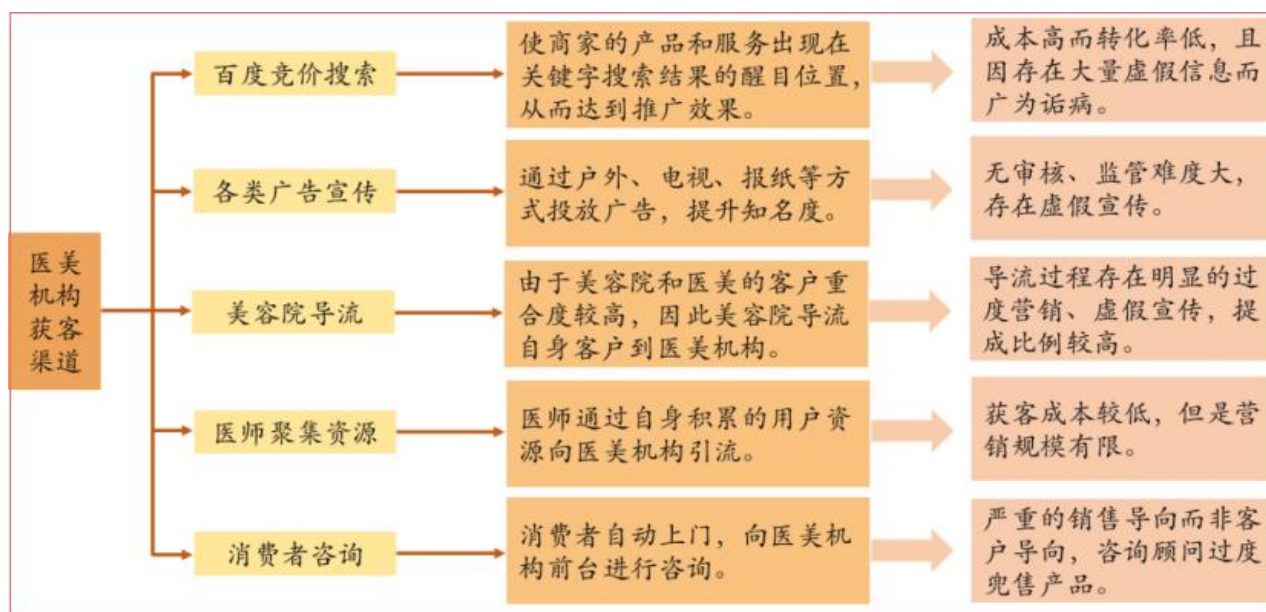 医美
机构
获客
渠道
百度竞价搜索
使商家的产品和服务出现在
关键字搜索结果的醒目位置，
从而达到推广效果。
成本高而转化率低，且
因存在大量虚假信息而
广为诟病。
各类广告宣传
通过户外、电视、报纸等方
式投放广告，提升知名度。
无审核、监管难度大，
存在虚假宣传。
美容院导流
由于美容院和医美的客户重
合度较高，因此美容院导流
自身客户到医美机构。
导流过程存在明显的过
度营销、虚假宣传，提
成比例较高。
医师聚集资源
医师通过自身积累的用户资
源向医美机构引流。
获客成本较低，但是营
销规模有限。
消费者咨询
消费者自动上门，向医美机
构前台进行咨询。
严重的销售导向而非客
户导向，咨询顾问过度
兜售产品。